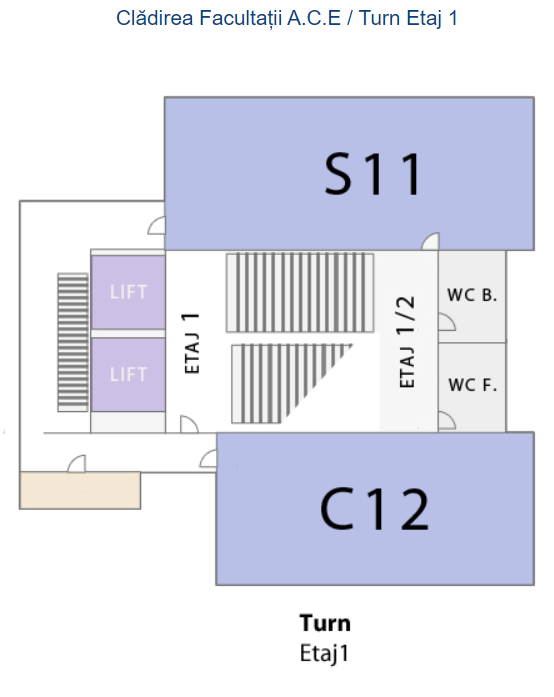 Clădirea Facultații A.C.E / Turn Etaj 1
S11
LIFT
ETAJ 1
ETAJ 1/2
WC B.
LIFT
WC F.
C12
Turn
Etaj1